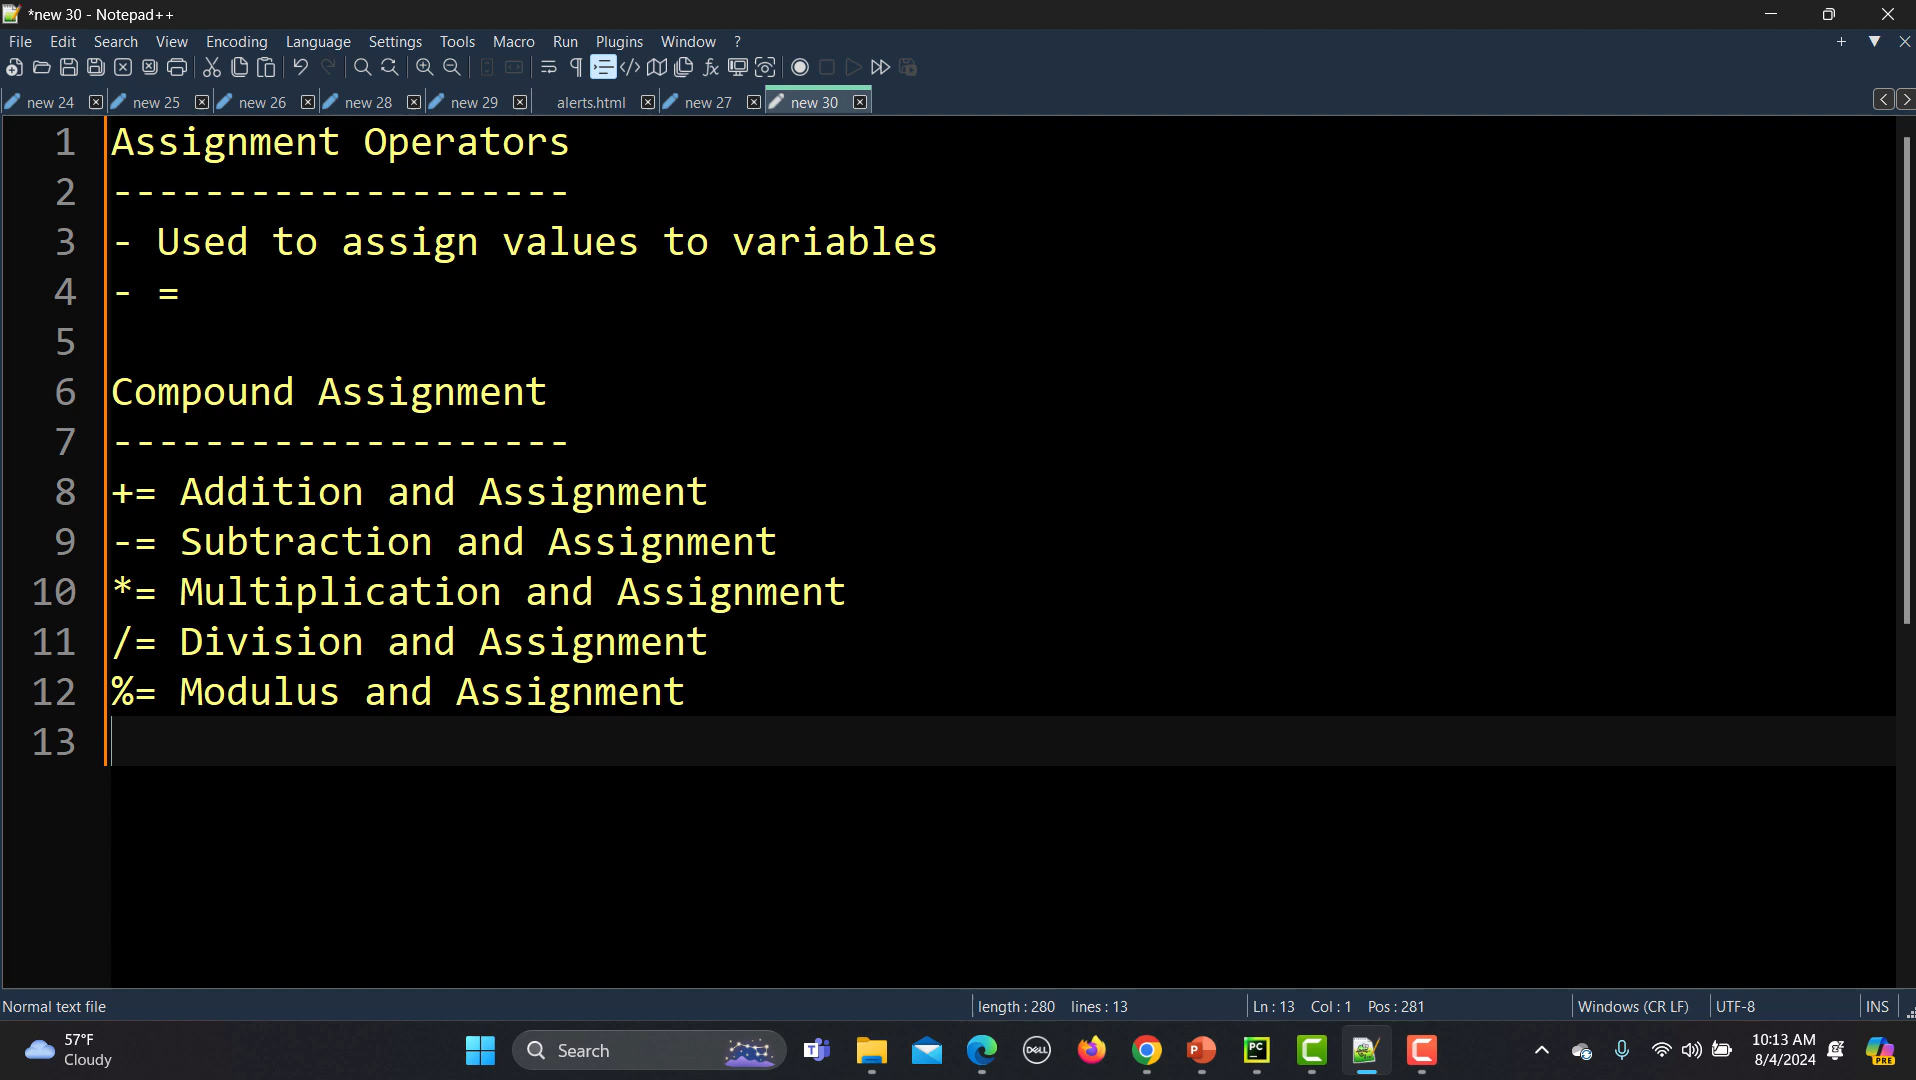 *new 30 - Notepad++
File Edit Search View Encoding Language Settings Tools Macro Run Plugins Window ?
new 24 new 25 new 26 new 28 new 29 alerts.html new 27 new 30
1 Assignment Operators
2 --------------------
3 - Used to assign values to variables
4 - =
5
6 Compound Assignment
7 --------------------
8 += Addition and Assignment
9 -= Subtraction and Assignment
10 *= Multiplication and Assignment
11 /= Division and Assignment
12 %= Modulus and Assignment
13
Normal text file length : 280 lines : 13 Ln : 13 Col : 1 Pos : 281 Windows (CR LF) UTF-8 INS
57°F
Cloudy
Search
DELL
P
PC
C
C
10:13 AM
8/4/2024
PRE